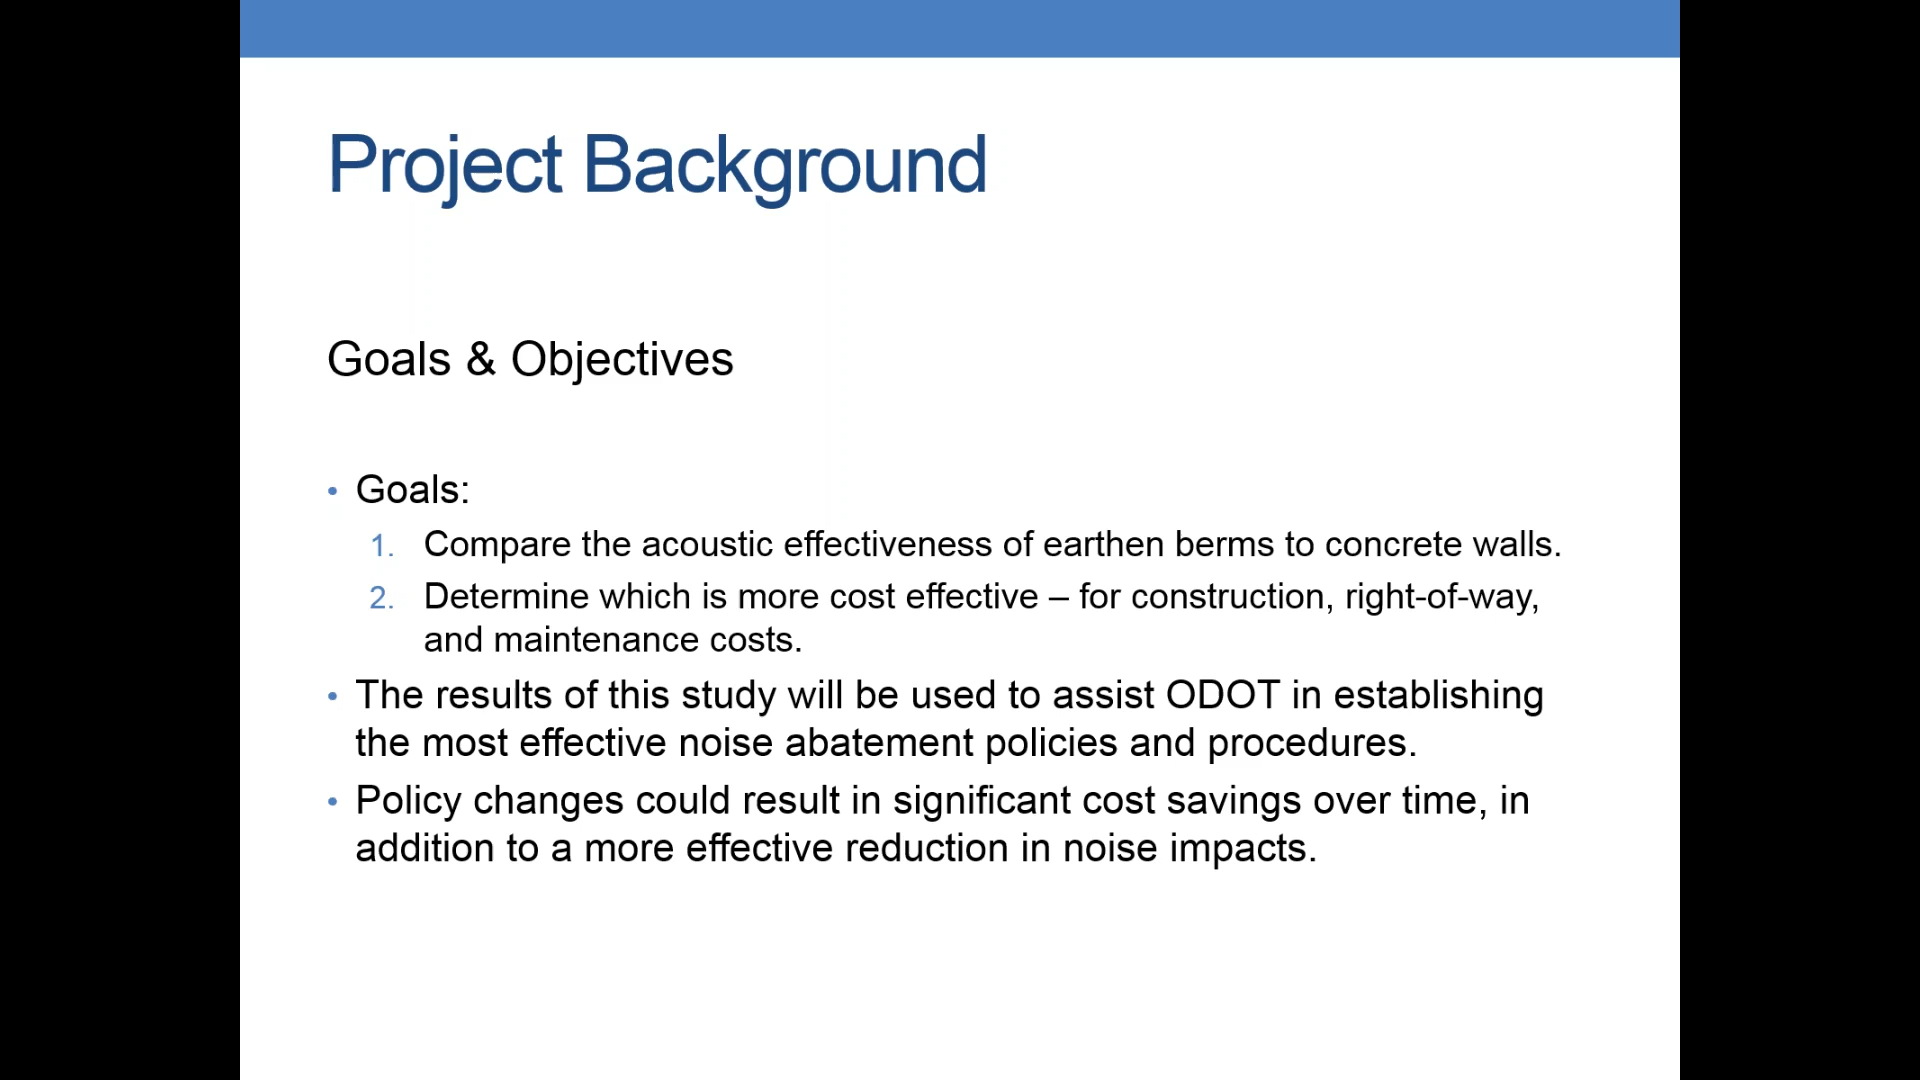 Project Background
Goals & Objectives
• Goals:
1. Compare the acoustic effectiveness of earthen berms to concrete walls.
2. Determine which is more cost effective – for construction, right-of-way,
and maintenance costs.
• The results of this study will be used to assist ODOT in establishing
the most effective noise abatement policies and procedures.
• Policy changes could result in significant cost savings over time, in
addition to a more effective reduction in noise impacts.